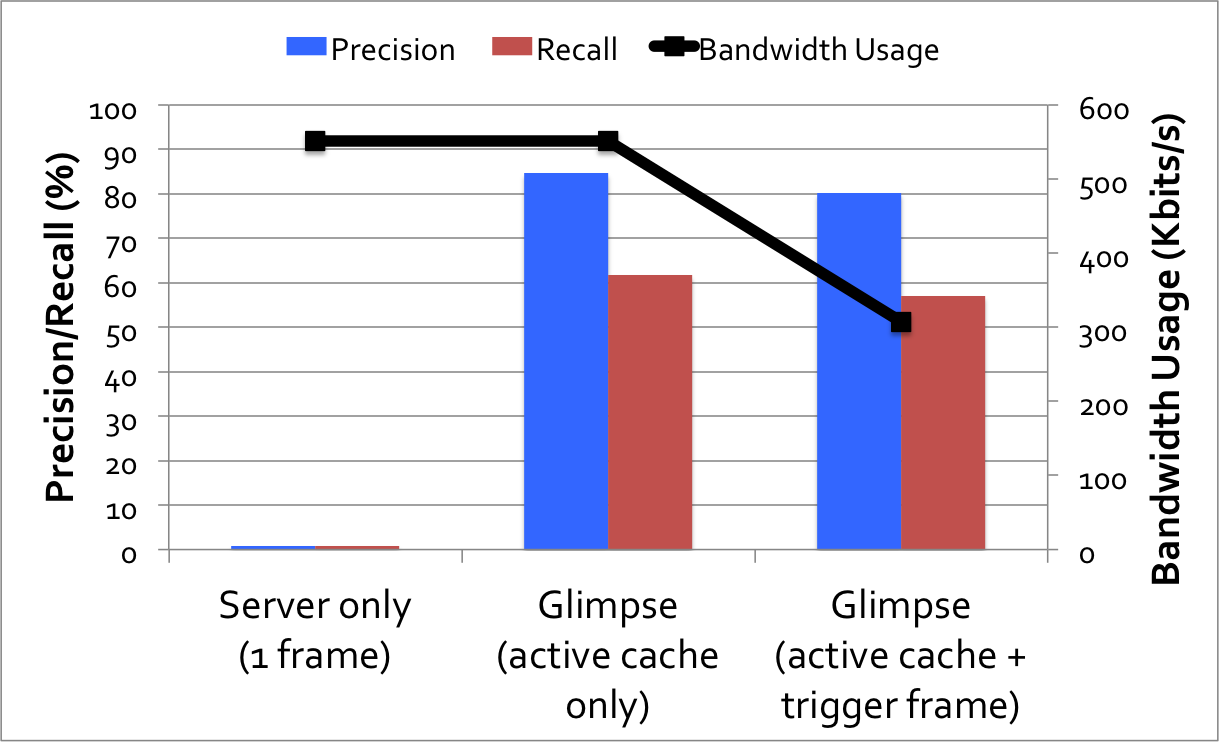 Precision Recall Bandwidth Usage
Precision/Recall (%)
100
90
80
70
60
50
40
30
20
10
0
600
500
400
300
200
100
0
Bandwidth Usage (Kbits/s)
Server only
(1 frame)
Glimpse
(active cache
only)
Glimpse
(active cache +
trigger frame)